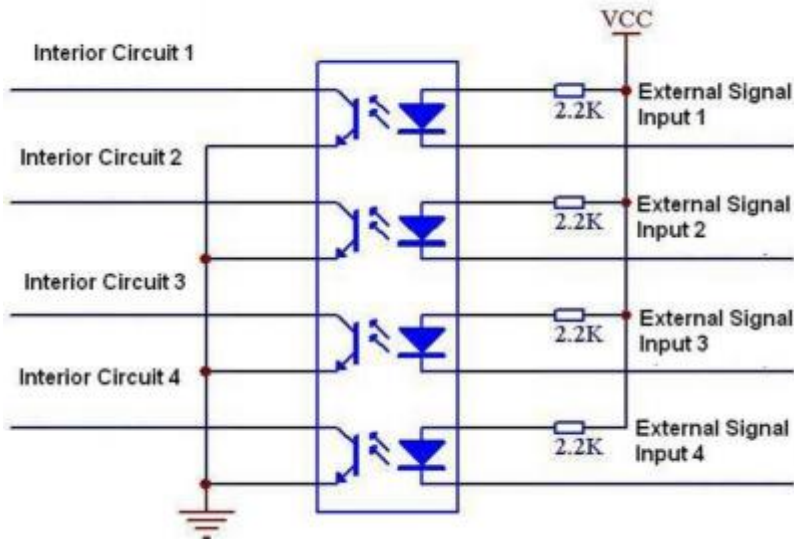 VCC
Interior Circuit 1
2.2K
External Signal
Input 1
Interior Circuit 2
2.2K
External Signal
Input 2
Interior Circuit 3
2.2K
External Signal
Input 3
Interior Circuit 4
2.2K
External Signal
Input 4